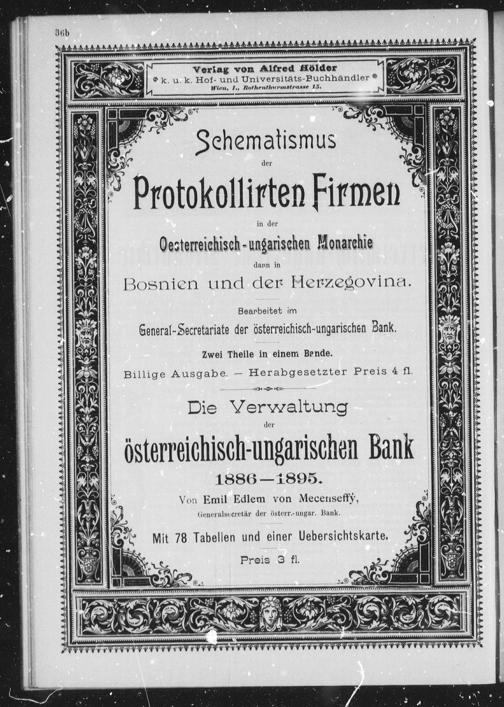 36b
Verlag von Alfred Hölder
k. u. k. Hof- und Universitäts-Buchhändler
Wien, I., Rothenthurmstrasse 15.
Schematismus
der
Protokollirten Firmen
in der
Oesterreichisch-ungarischen Monarchie
dann in
Bosnien und der Herzegovina.
Bearbeitet im
General-Secretariate der österreichisch-ungarischen Bank.
Zwei Theile in einem Bande.
Billige Ausgabe. — Herabgesetzter Preis 4 fl.
Die Verwaltung
der
österreichisch-ungarischen Bank
1886—1895.
Von Emil Edlem von Mecenseffÿ,
Generalsecretär der österr.-ungar. Bank.
Mit 78 Tabellen und einer Uebersichtskarte.
Preis 3 fl.